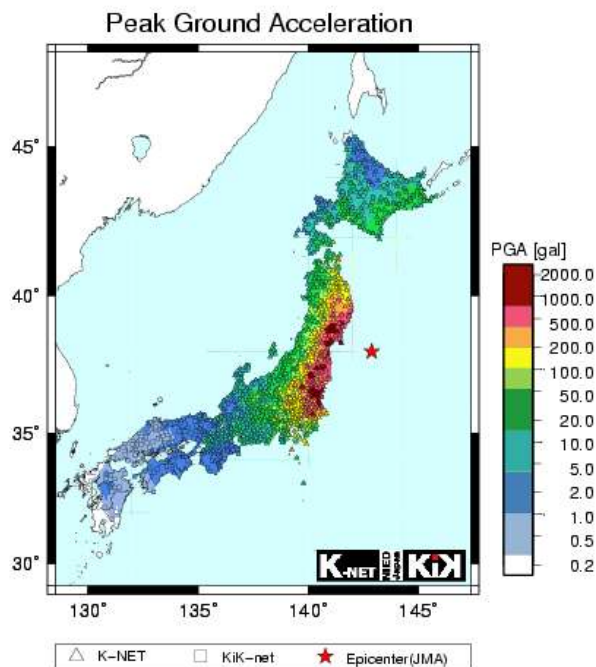 Peak Ground Acceleration
45°
40°
35°
30°
130°
135°
140°
145°
PGA [gal]
2000.0
1000.0
500.0
200.0
100.0
50.0
20.0
10.0
5.0
2.0
1.0
0.5
0.2
K-NET
NIED
Japan
KiK
K-NET
KiK-net
Epicenter(JMA)